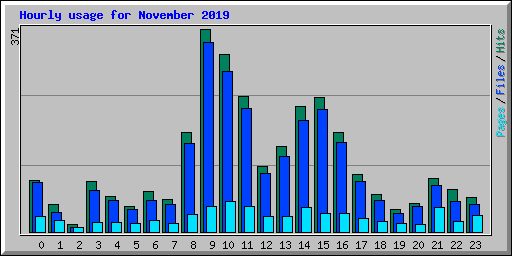 Hourly usage for November 2019
371
Pages/Files/Hits
0 1 2 3 4 5 6 7 8 9 10 11 12 13 14 15 16 17 18 19 20 21 22 23